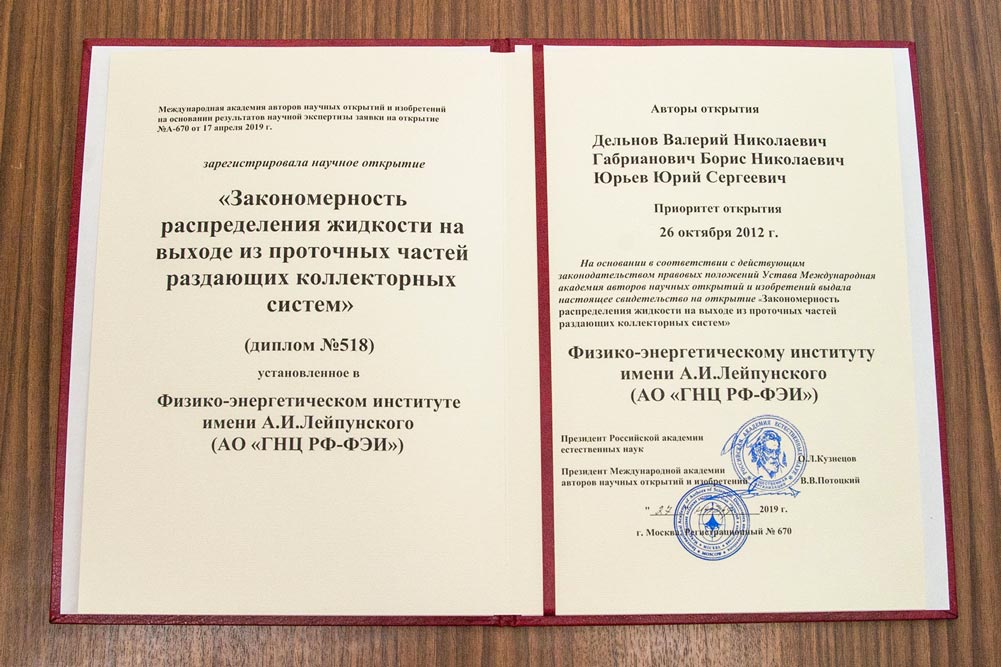 Международная академия авторов научных открытий и изобретений
на основании результатов научной экспертизы заявки на открытие
№А-670 от 17 апреля 2019 г.
зарегистрировала научное открытие
«Закономерность
распределения жидкости на
выходе из проточных частей
раздающих коллекторных
систем»
(диплом №518)
установленное в
Физико-энергетическом институте
имени А.И.Лейпунского
(АО «ГНЦ РФ-ФЭИ»)
Авторы открытия
Дельнов Валерий Николаевич
Габрианович Борис Николаевич
Юрьев Юрий Сергеевич
Приоритет открытия
26 октября 2012 г.
На основании в соответствии с действующим
законодательством правовых положений Устава Международная
академия авторов научных открытий и изобретений выдала
настоящее свидетельство на открытие «Закономерность
распределения жидкости на выходе из проточных частей
раздающих коллекторных систем»
Физико-энергетическому институту
имени А.И.Лейпунского
(АО «ГНЦ РФ-ФЭИ»)
Президент Российской академии
естественных наук
О.Л.Кузнецов
Президент Международной академии
авторов научных открытий и изобретений
В.В.Потоцкий
" 27 2019 г.
г. Москва, Регистрационный № 670